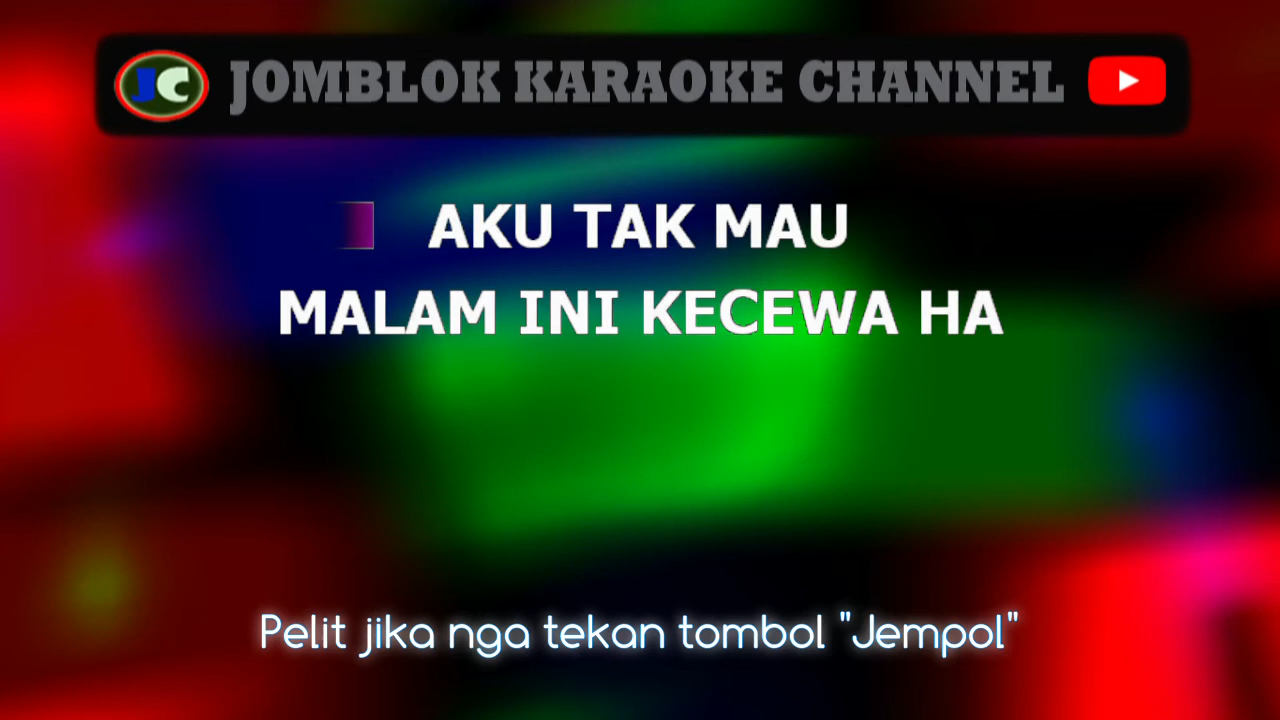 JC JOMBLOK KARAOKE CHANNEL
AKU TAK MAU
MALAM INI KECEWA HA
Pelit jika nga tekan tombol "Jempol"